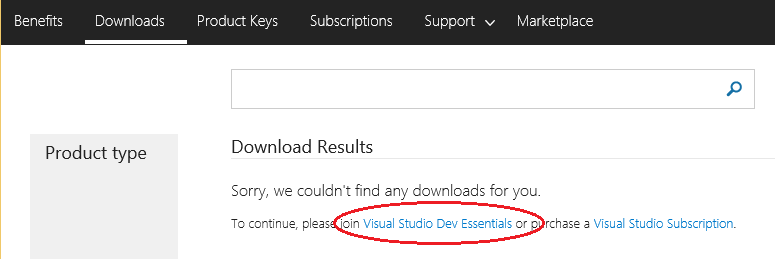 Benefits Downloads Product Keys Subscriptions Support Marketplace
Product type
Download Results
Sorry, we couldn't find any downloads for you.
To continue, please join Visual Studio Dev Essentials or purchase a Visual Studio Subscription.